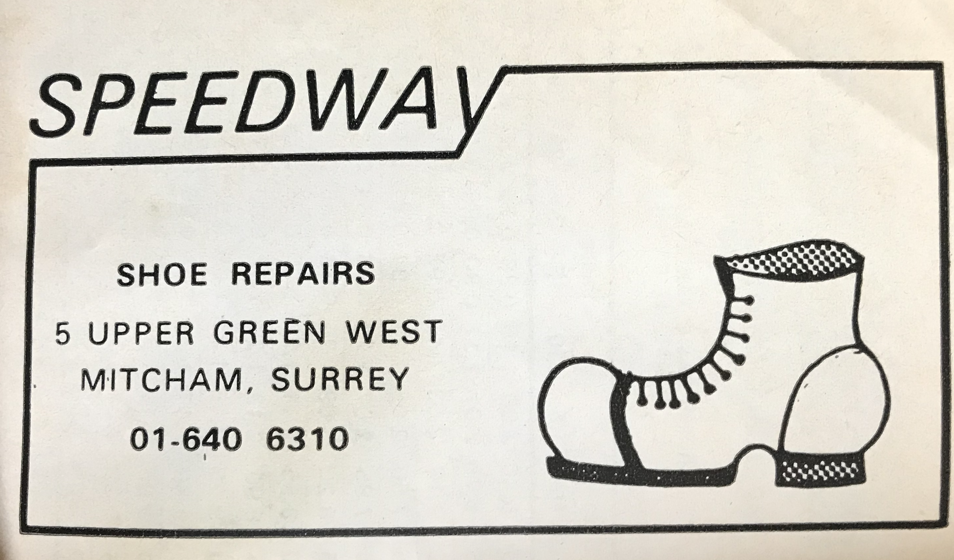 SPEEDWAY
SHOE REPAIRS
5 UPPER GREEN WEST
MITCHAM, SURREY
01-640 6310